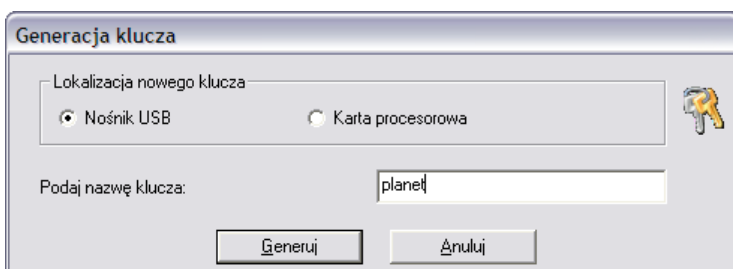 Generacja klucza
Lokalizacja nowego klucza
Nośnik USB Karta procesorowa
Podaj nazwę klucza: planet
Generuj Anuluj